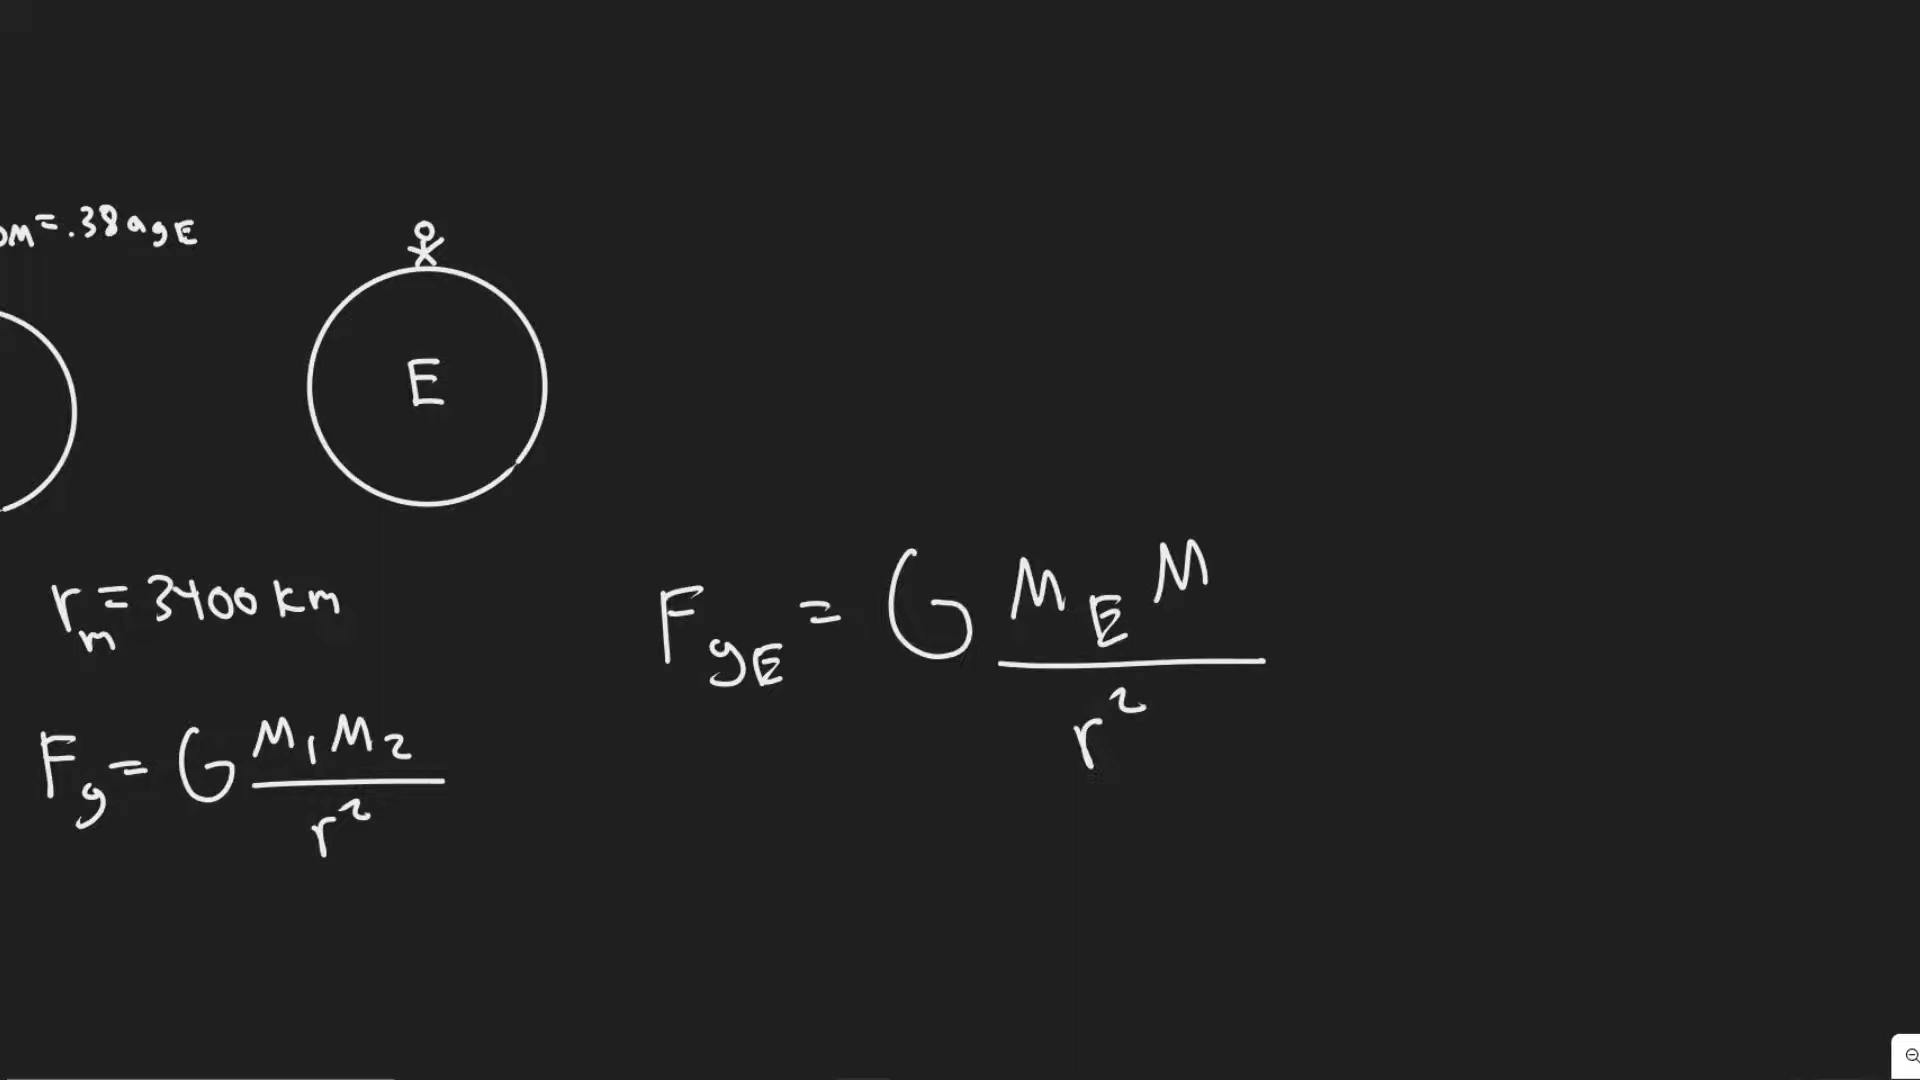 M = .38 agE
E
rm = 3400 km
FgE = G ME M / r²
Fg = G M1 M2 / r²